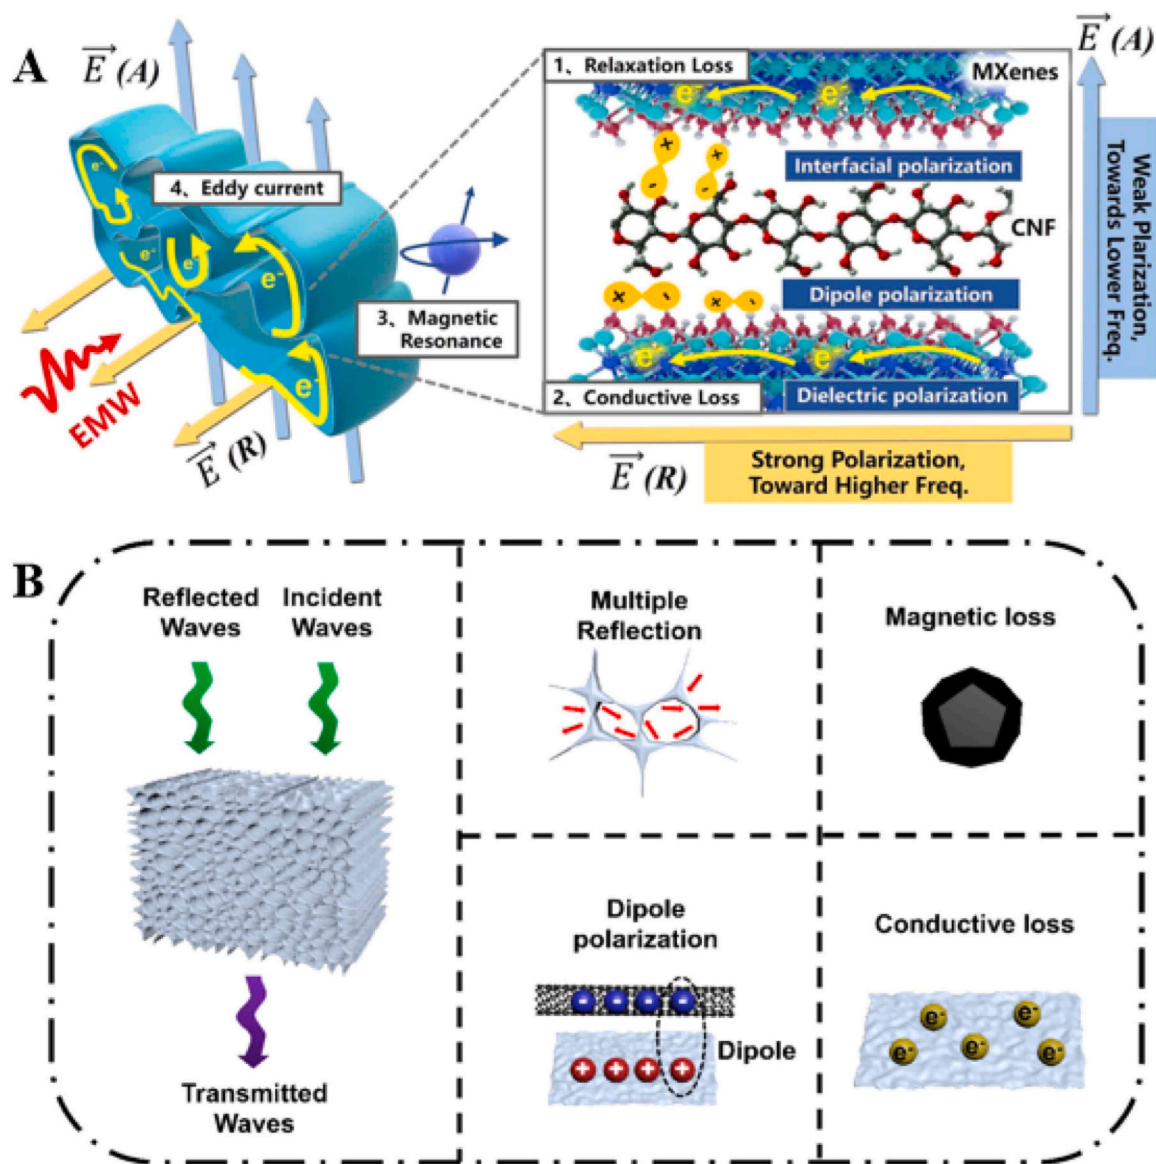 A
E (A)
4、Eddy current
e-
e-
e-
e-
e-
EMW
E (R)
3、Magnetic
Resonance
1、Relaxation Loss
MXenes
e-
e-
+
-
+
-
Interfacial polarization
CNF
+
-
+
-
Dipole polarization
e-
e-
2、Conductive Loss
Dielectric polarization
E (A)
Weak Plarization,
Towards Lower Freq.
E (R)
Strong Polarization,
Toward Higher Freq.
B
Reflected
Waves
Incident
Waves
Transmitted
Waves
Multiple
Reflection
Magnetic loss
Dipole
polarization
- - - -
+ + + +
Dipole
Conductive loss
e-
e-
e-
e-
e-